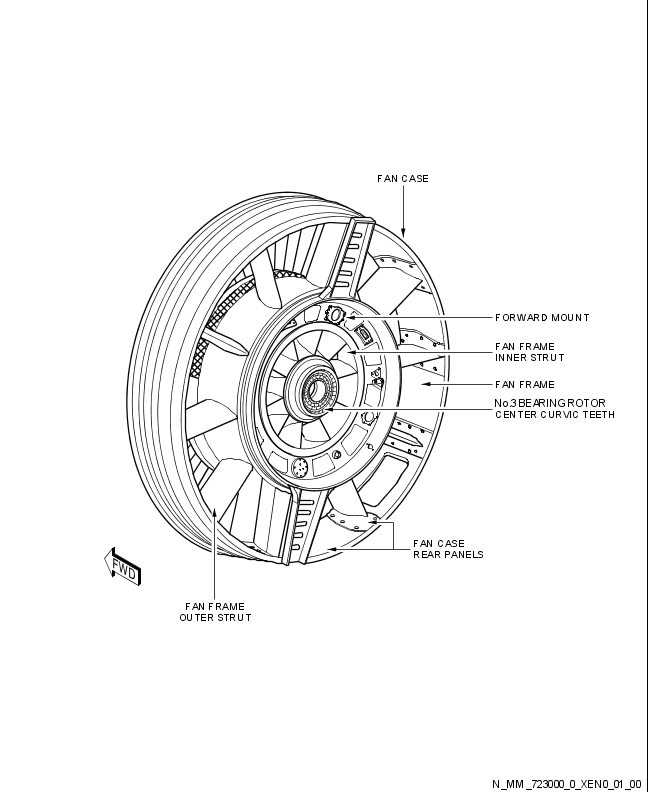 FAN CASE
FORWARD MOUNT
FAN FRAME
INNER STRUT
FAN FRAME
No.3 BEARING ROTOR
CENTER CURVIC TEETH
FAN CASE
REAR PANELS
FWD
FAN FRAME
OUTER STRUT
N_MM_723000_0_XEN0_01_00